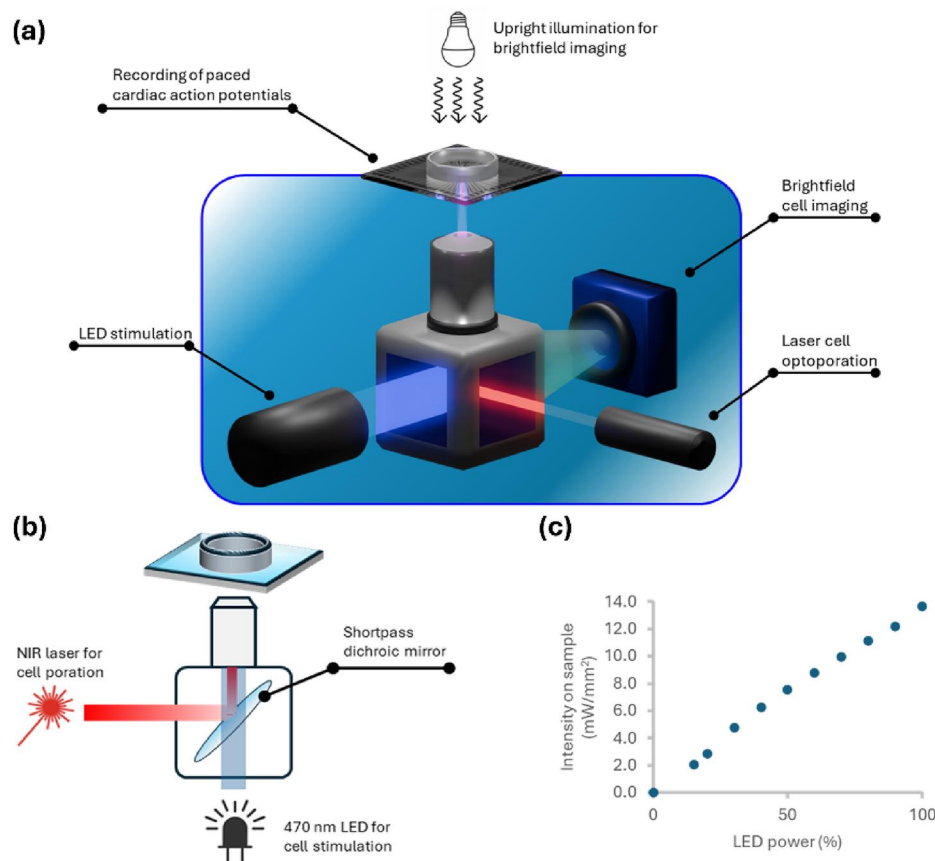 (a)
Upright illumination for
brightfield imaging
Recording of paced
cardiac action potentials
Brightfield
cell imaging
LED stimulation
Laser cell
optoporation
(b)
NIR laser for
cell poration
Shortpass
dichroic mirror
470 nm LED for
cell stimulation
(c)
Intensity on sample
(mW/mm²)
14.0
12.0
10.0
8.0
6.0
4.0
2.0
0.0
0
50
100
LED power (%)